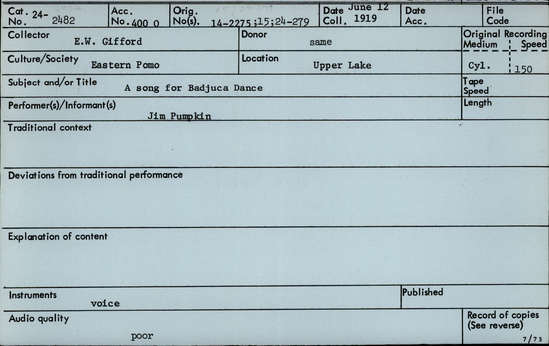 Cat. 24-
No. 2482
Acc.
No. 400 O
Orig.
No(s). 14-2275;15;24-279
Date June 12
Coll. 1919
Date
Acc.
File
Code
Collector
E.W. Gifford
Donor
same
Original Recording
Medium Speed
Cyl. 150
Culture/Society
Eastern Pomo
Location
Upper Lake
Subject and/or Title
A song for Badjuca Dance
Tape
Speed
Performer(s)/Informant(s)
Jim Pumpkin
Length
Traditional context
Deviations from traditional performance
Explanation of content
Instruments
voice
Published
Audio quality
poor
Record of copies
(See reverse)
7/73